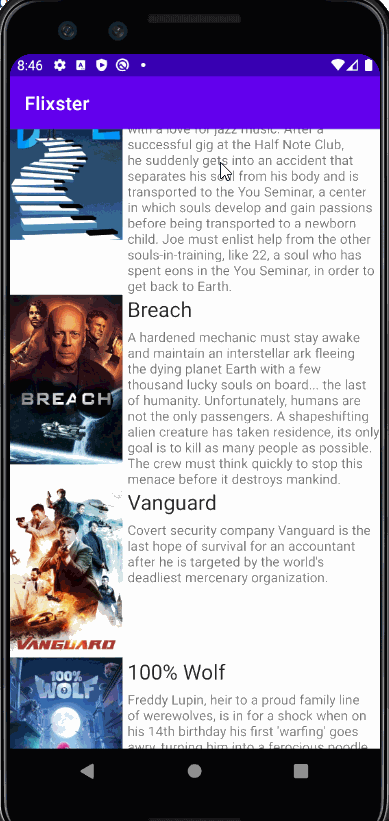 8:46
Flixster
with a love for jazz music. After a
successful gig at the Half Note Club,
he suddenly gets into an accident that
separates his soul from his body and is
transported to the You Seminar, a center
in which souls develop and gain passions
before being transported to a newborn
child. Joe must enlist help from the other
souls-in-training, like 22, a soul who has
spent eons in the You Seminar, in order to
get back to Earth.
BREACH
Breach
A hardened mechanic must stay awake
and maintain an interstellar ark fleeing
the dying planet Earth with a few
thousand lucky souls on board... the last
of humanity. Unfortunately, humans are
not the only passengers. A shapeshifting
alien creature has taken residence, its only
goal is to kill as many people as possible.
The crew must think quickly to stop this
menace before it destroys mankind.
VANGUARD
Vanguard
Covert security company Vanguard is the
last hope of survival for an accountant
after he is targeted by the world's
deadliest mercenary organization.
100%
WOLF
100% Wolf
Freddy Lupin, heir to a proud family line
of werewolves, is in for a shock when on
his 14th birthday his first 'warfing' goes
awry, turning him into a ferocious poodle